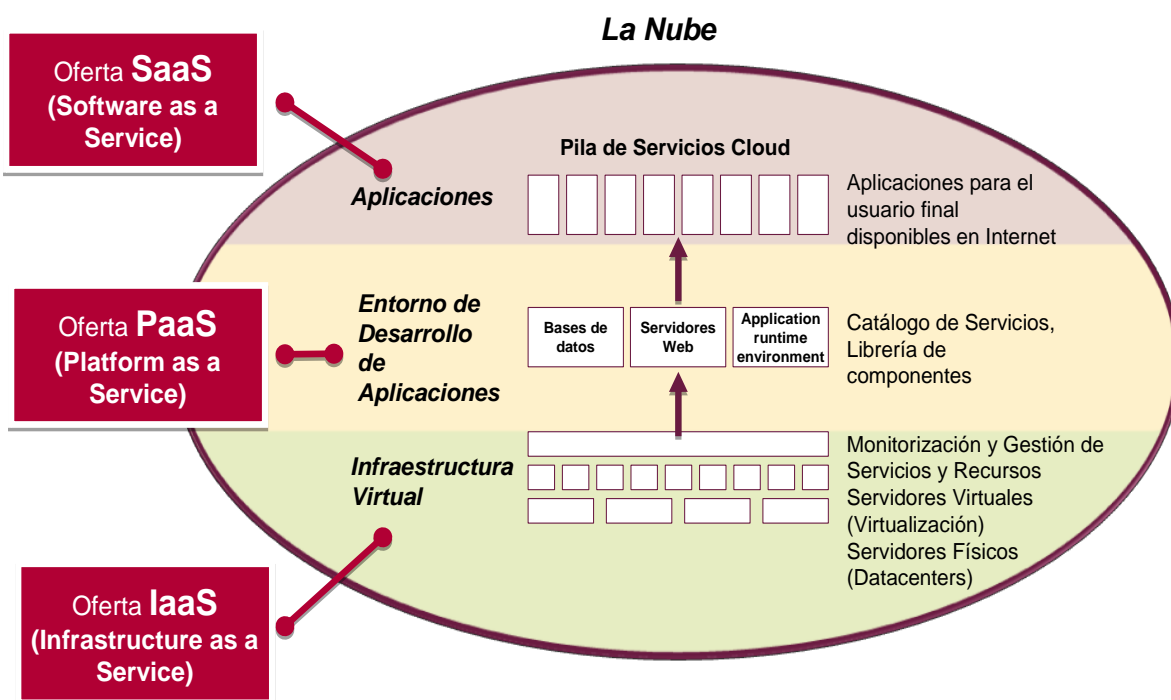 La Nube
Oferta SaaS
(Software as a
Service)
Pila de Servicios Cloud
Aplicaciones
Aplicaciones para el
usuario final
disponibles en Internet
Oferta PaaS
(Platform as a
Service)
Entorno de
Desarrollo
de
Aplicaciones
Bases de
datos
Servidores
Web
Application
runtime
environment
Catálogo de Servicios,
Librería de
componentes
Infraestructura
Virtual
Monitorización y Gestión de
Servicios y Recursos
Servidores Virtuales
(Virtualización)
Servidores Físicos
(Datacenters)
Oferta IaaS
(Infrastructure as a
Service)